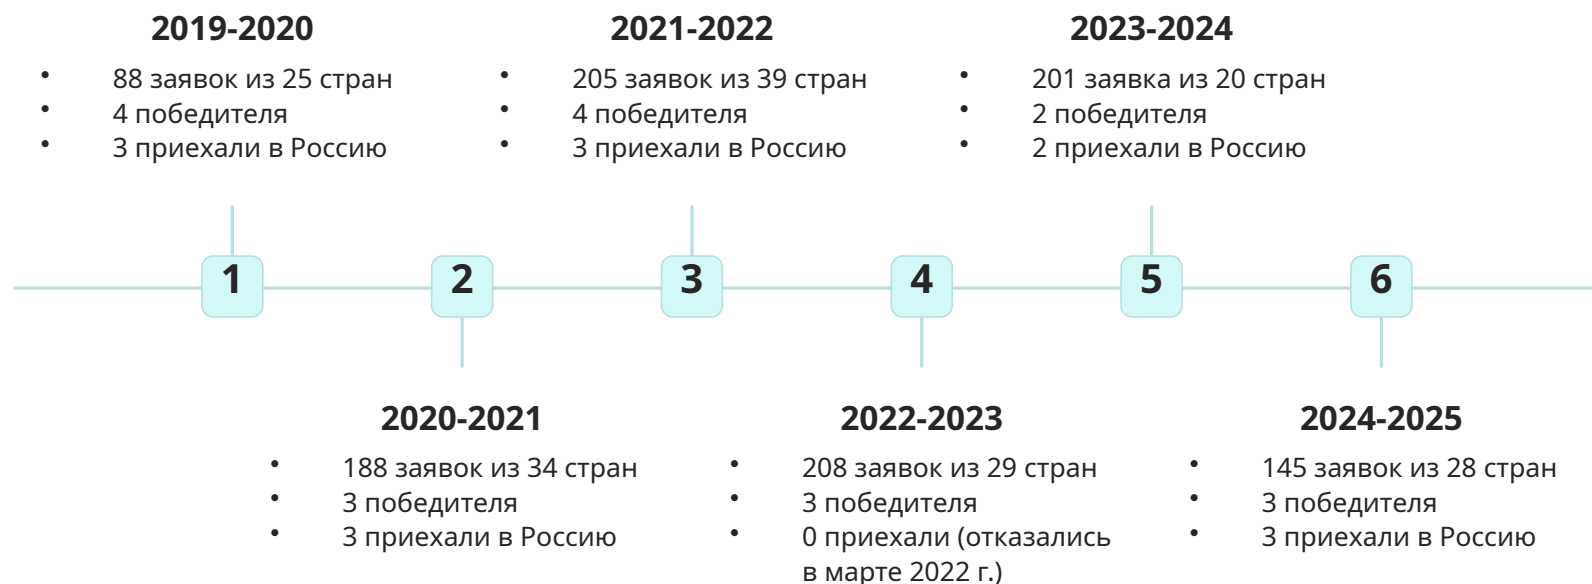 2019-2020
• 88 заявок из 25 стран
• 4 победителя
• 3 приехали в Россию
2021-2022
• 205 заявок из 39 стран
• 4 победителя
• 3 приехали в Россию
2023-2024
• 201 заявка из 20 стран
• 2 победителя
• 2 приехали в Россию
1
2
3
4
5
6
2020-2021
• 188 заявок из 34 стран
• 3 победителя
• 3 приехали в Россию
2022-2023
• 208 заявок из 29 стран
• 3 победителя
• 0 приехали (отказались
в марте 2022 г.)
2024-2025
• 145 заявок из 28 стран
• 3 победителя
• 3 приехали в Россию